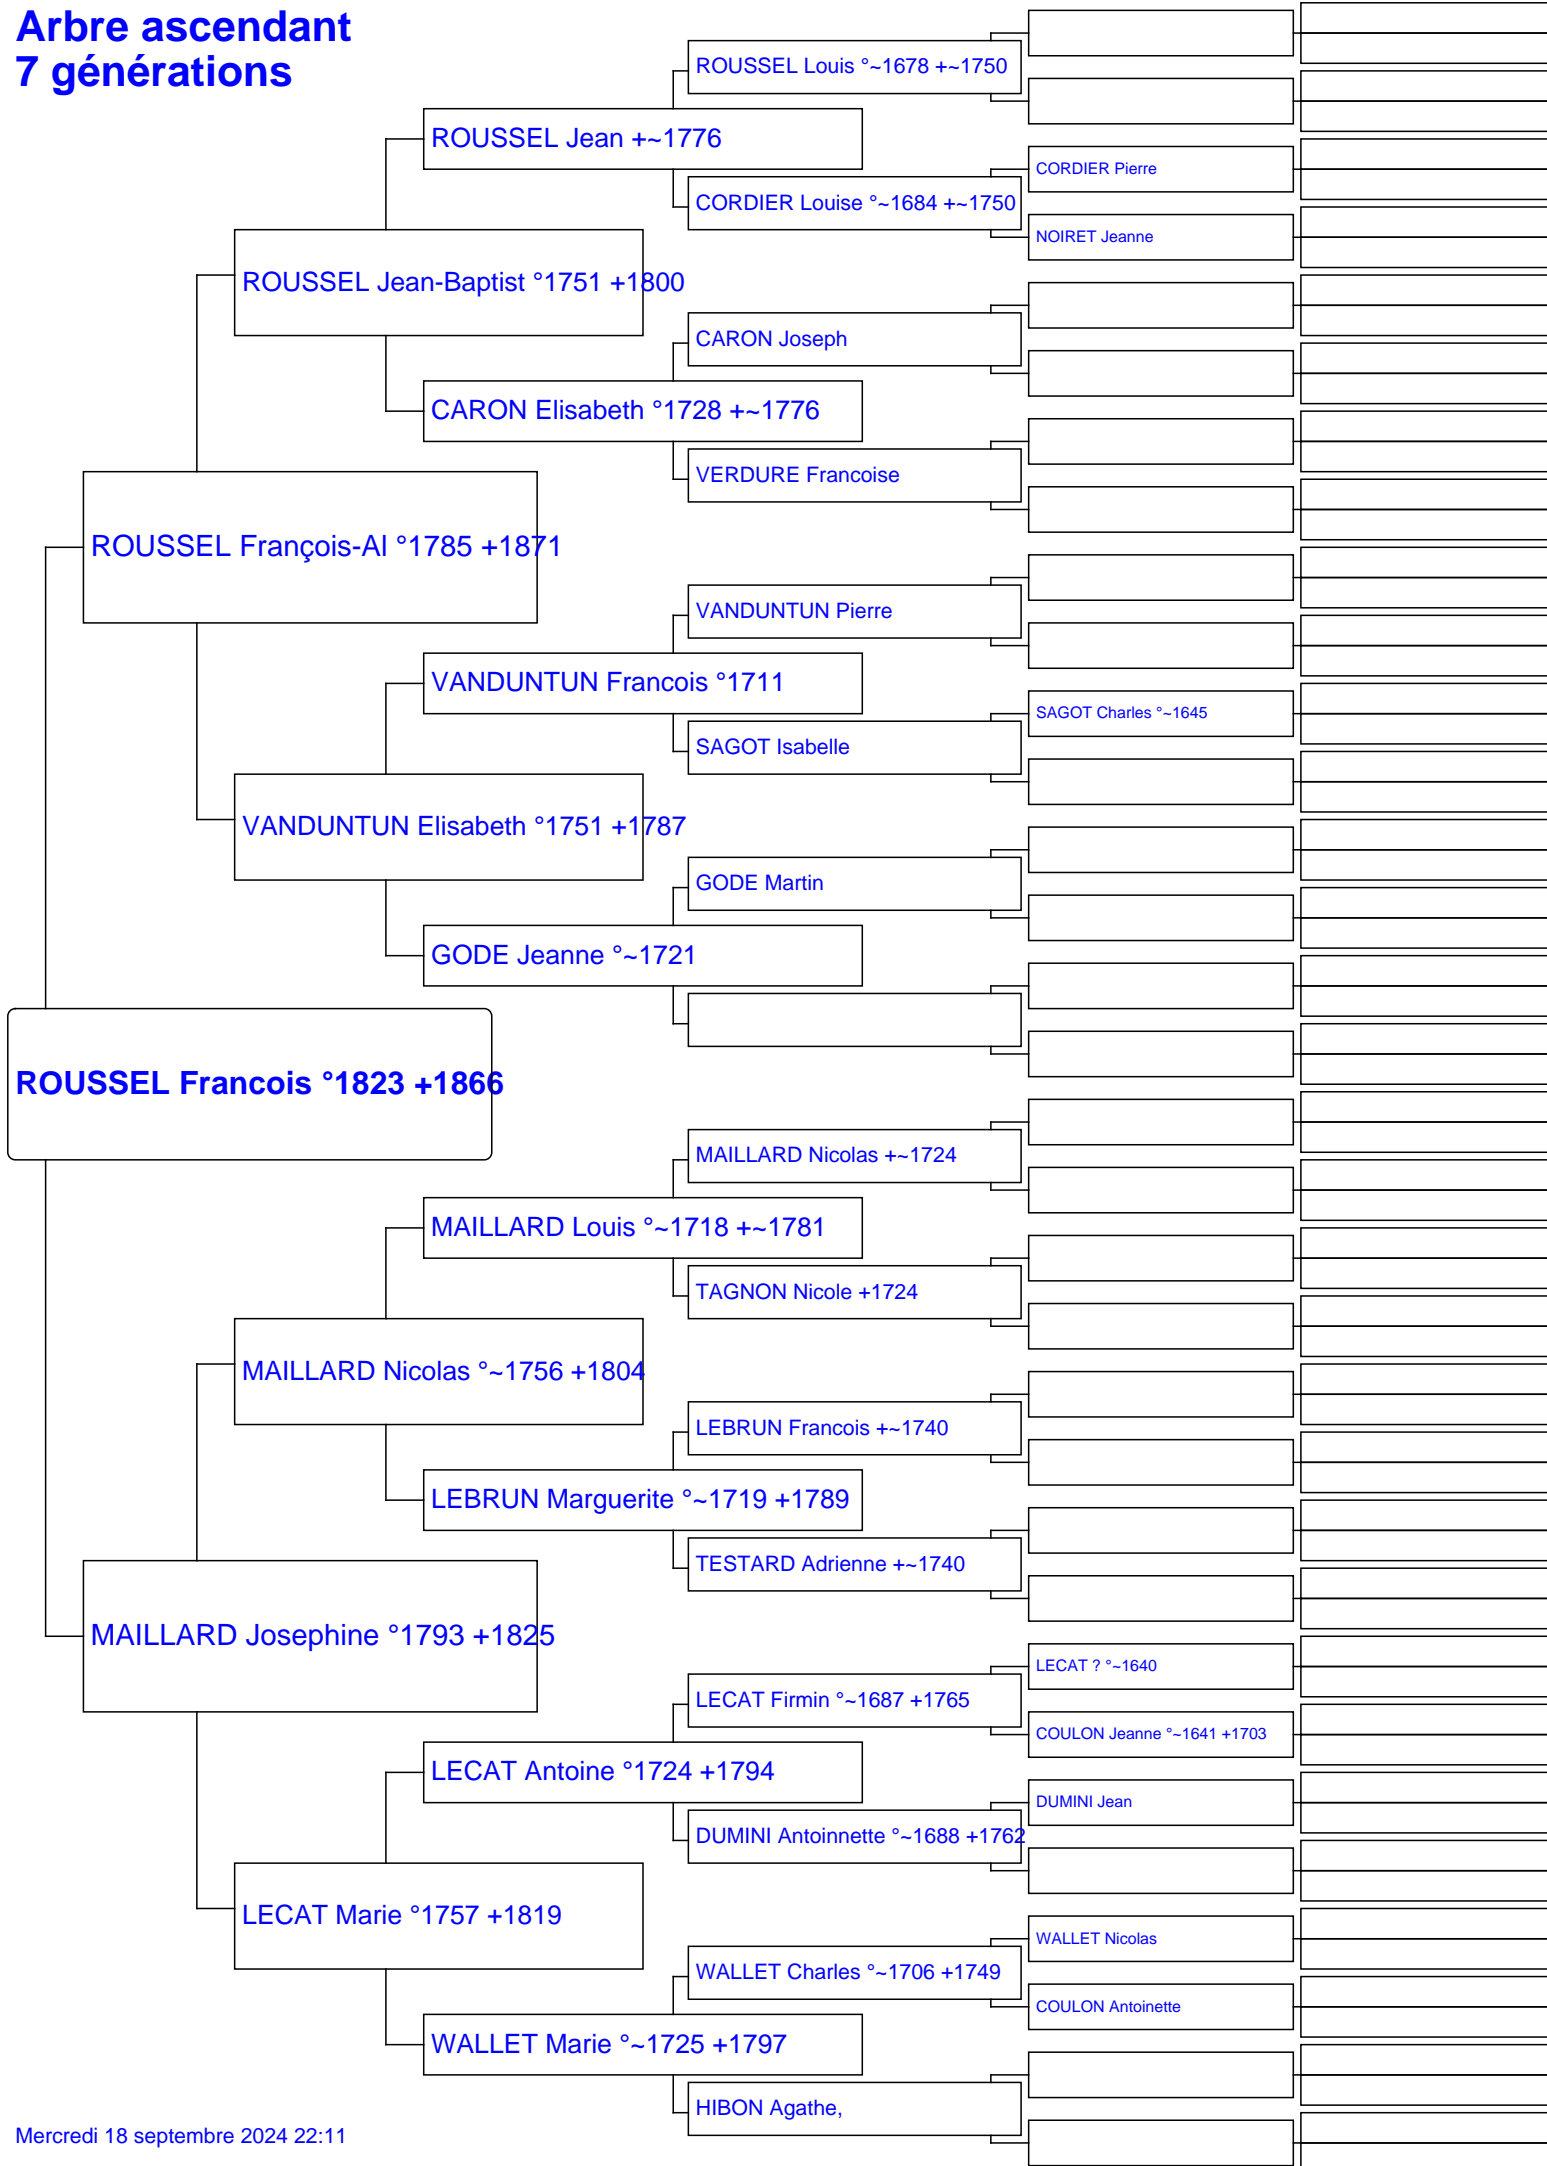 Arbre ascendant
7 générations
ROUSSEL Louis °~1678 +~1750
ROUSSEL Jean +~1776
CORDIER Pierre
CORDIER Louise °~1684 +~1750
NOIRET Jeanne
ROUSSEL Jean-Baptist °1751 +1800
CARON Joseph
CARON Elisabeth °1728 +~1776
VERDURE Francoise
ROUSSEL François-Al °1785 +1871
VANDUNTUN Pierre
VANDUNTUN Francois °1711
SAGOT Charles °~1645
SAGOT Isabelle
VANDUNTUN Elisabeth °1751 +1787
GODE Martin
GODE Jeanne °~1721
ROUSSEL Francois °1823 +1866
MAILLARD Nicolas +~1724
MAILLARD Louis °~1718 +~1781
TAGNON Nicole +1724
MAILLARD Nicolas °~1756 +1804
LEBRUN Francois +~1740
LEBRUN Marguerite °~1719 +1789
TESTARD Adrienne +~1740
MAILLARD Josephine °1793 +1825
LECAT ? °~1640
LECAT Firmin °~1687 +1765
COULON Jeanne °~1641 +1703
LECAT Antoine °1724 +1794
DUMINI Jean
DUMINI Antoinnette °~1688 +1762
LECAT Marie °1757 +1819
WALLET Nicolas
WALLET Charles °~1706 +1749
COULON Antoinette
WALLET Marie °~1725 +1797
HIBON Agathe,
Mercredi 18 septembre 2024 22:11